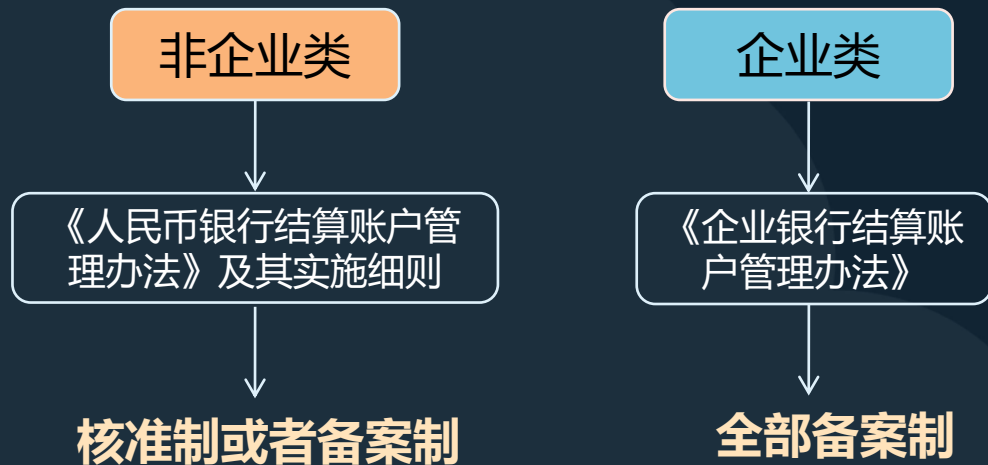 非企业类
企业类
《人民币银行结算账户管
理办法》及其实施细则
《企业银行结算账
户管理办法》
核准制或者备案制
全部备案制